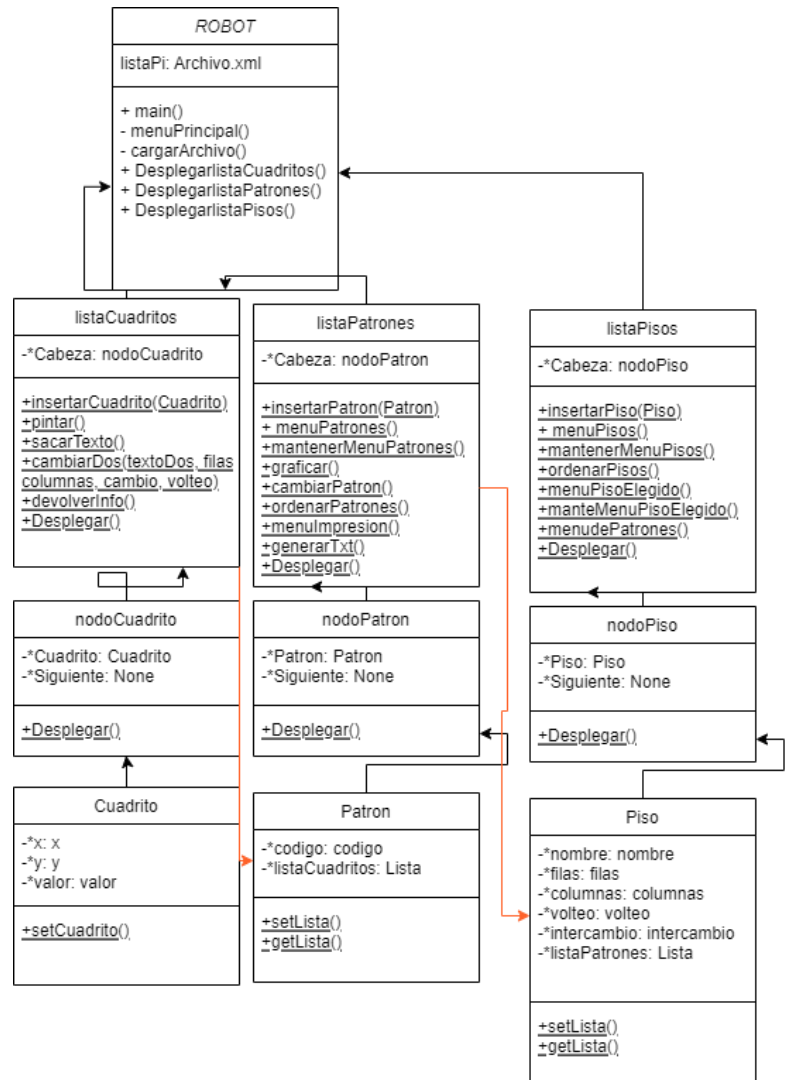 ROBOT
listaPi: Archivo.xml
+ main()
- menuPrincipal()
- cargarArchivo()
+ DesplegarlistaCuadritos()
+ DesplegarlistaPatrones()
+ DesplegarlistaPisos()
listaCuadritos
-*Cabeza: nodoCuadrito
+insertarCuadrito(Cuadrito)
+pintar()
+sacarTexto()
+cambiarDos(textoDos, filas
columnas, cambio, volteo)
+devolverInfo()
+Desplegar()
listaPatrones
-*Cabeza: nodoPatron
+insertarPatron(Patron)
+ menuPatrones()
+mantenerMenuPatrones()
+graficar()
+cambiarPatron()
+ordenarPatrones()
+menuImpresion()
+generarTxt()
+Desplegar()
listaPisos
-*Cabeza: nodoPiso
+insertarPiso(Piso)
+ menuPisos()
+mantenerMenuPisos()
+ordenarPisos()
+menuPisoElegido()
+manteMenuPisoElegido()
+menudePatrones()
+Desplegar()
nodoCuadrito
-*Cuadrito: Cuadrito
-*Siguiente: None
+Desplegar()
nodoPatron
-*Patron: Patron
-*Siguiente: None
+Desplegar()
nodoPiso
-*Piso: Piso
-*Siguiente: None
+Desplegar()
Cuadrito
-*x: x
-*y: y
-*valor: valor
+setCuadrito()
Patron
-*codigo: codigo
-*listaCuadritos: Lista
+setLista()
+getLista()
Piso
-*nombre: nombre
-*filas: filas
-*columnas: columnas
-*volteo: volteo
-*intercambio: intercambio
-*listaPatrones: Lista
+setLista()
+getLista()